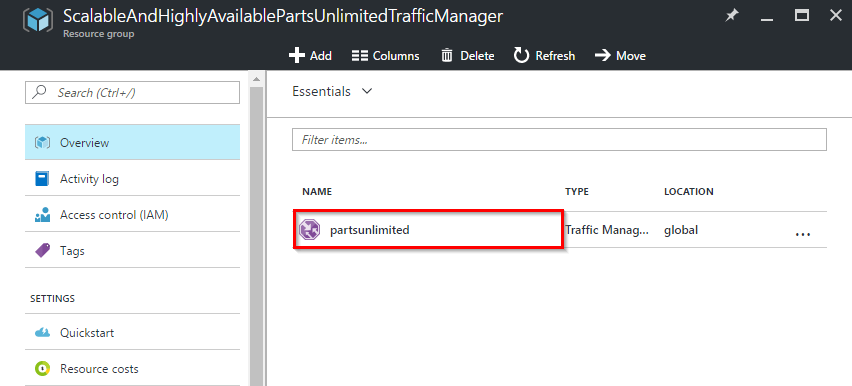 ScalableAndHighlyAvailablePartsUnlimitedTrafficManager
Resource group
Add Columns Delete Refresh Move
Search (Ctrl+/)
Overview
Activity log
Access control (IAM)
Tags
SETTINGS
Quickstart
Resource costs
Essentials
Filter items...
NAME TYPE LOCATION
partsunlimited Traffic Manag... global ...